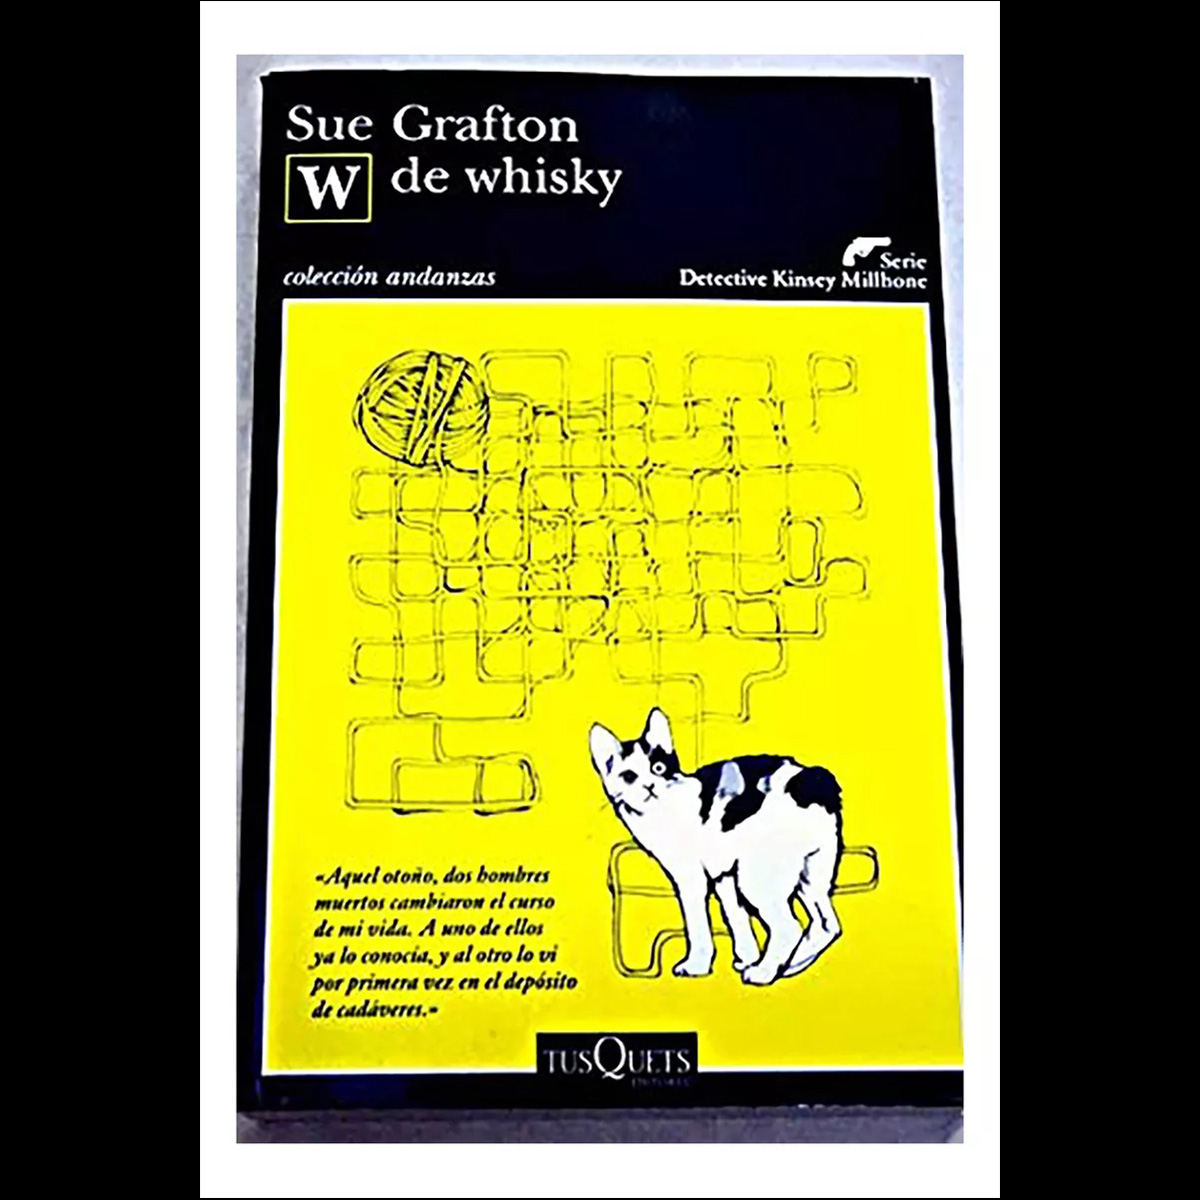 Sue Grafton
W de whisky
Serie
colección andanzas
Detective Kinsey Millhone
«Aquel otoño, dos hombres
muertos cambiaron el curso
de mi vida. A uno de ellos
ya lo conocía, y al otro lo vi
por primera vez en el depósito
de cadáveres.»
TUSQUETS
EDITORES